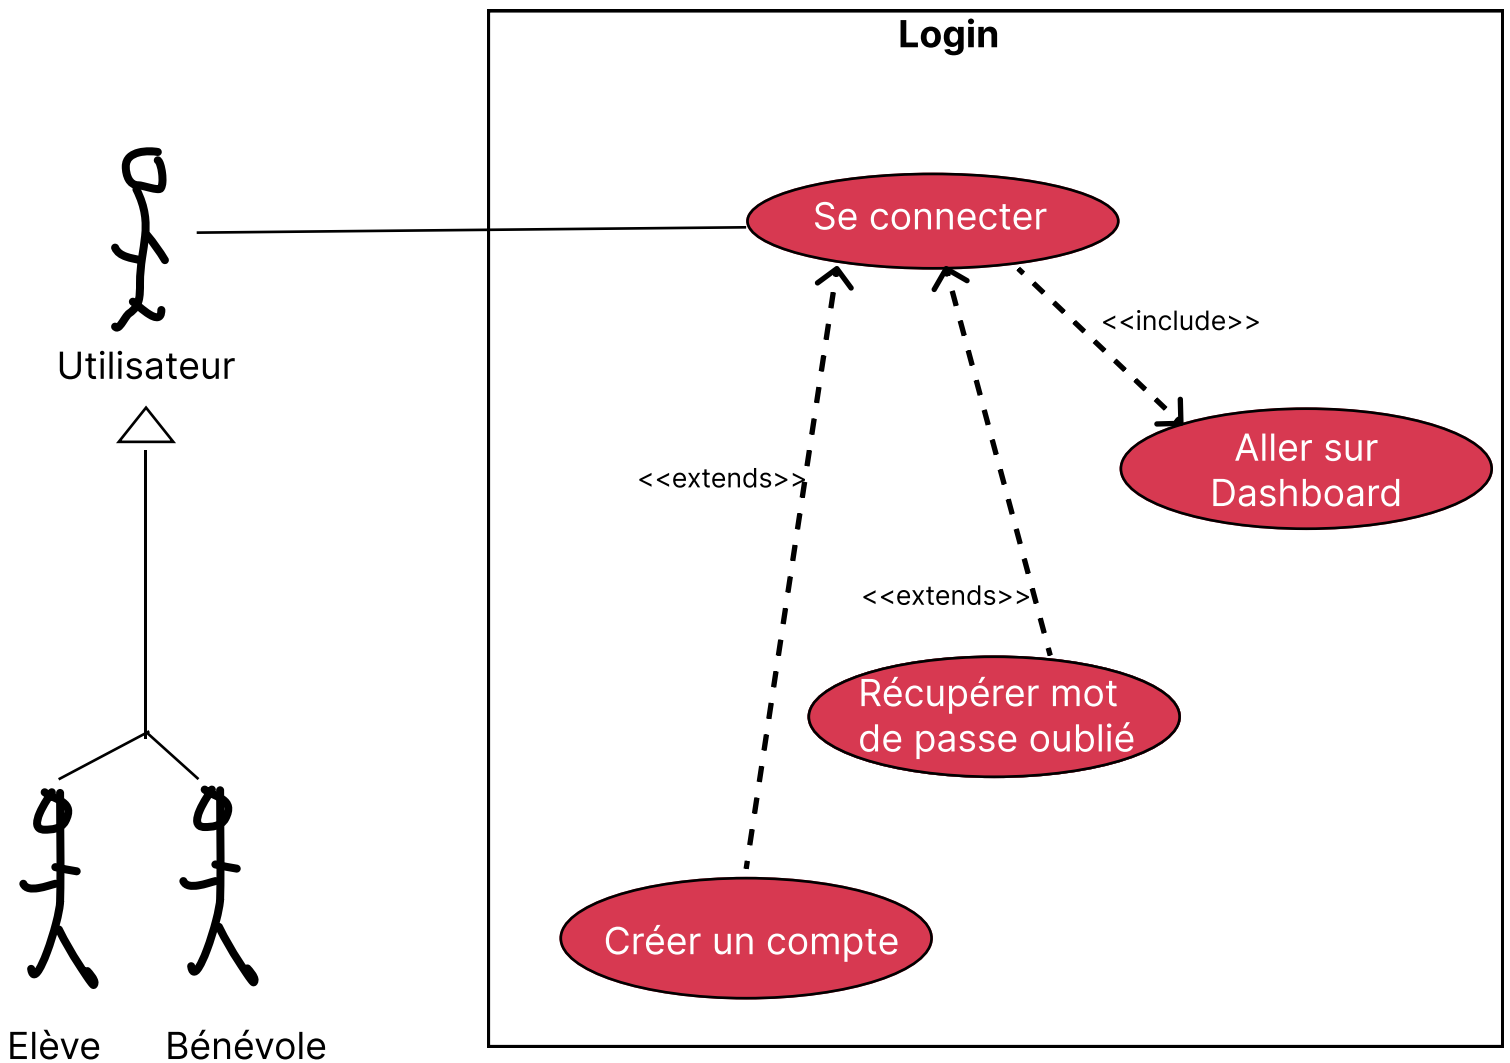 Login
Se connecter
Utilisateur
<<include>>
Aller sur
Dashboard
<<extends>>
<<extends>>
Récupérer mot
de passe oublié
Créer un compte
Elève
Bénévole